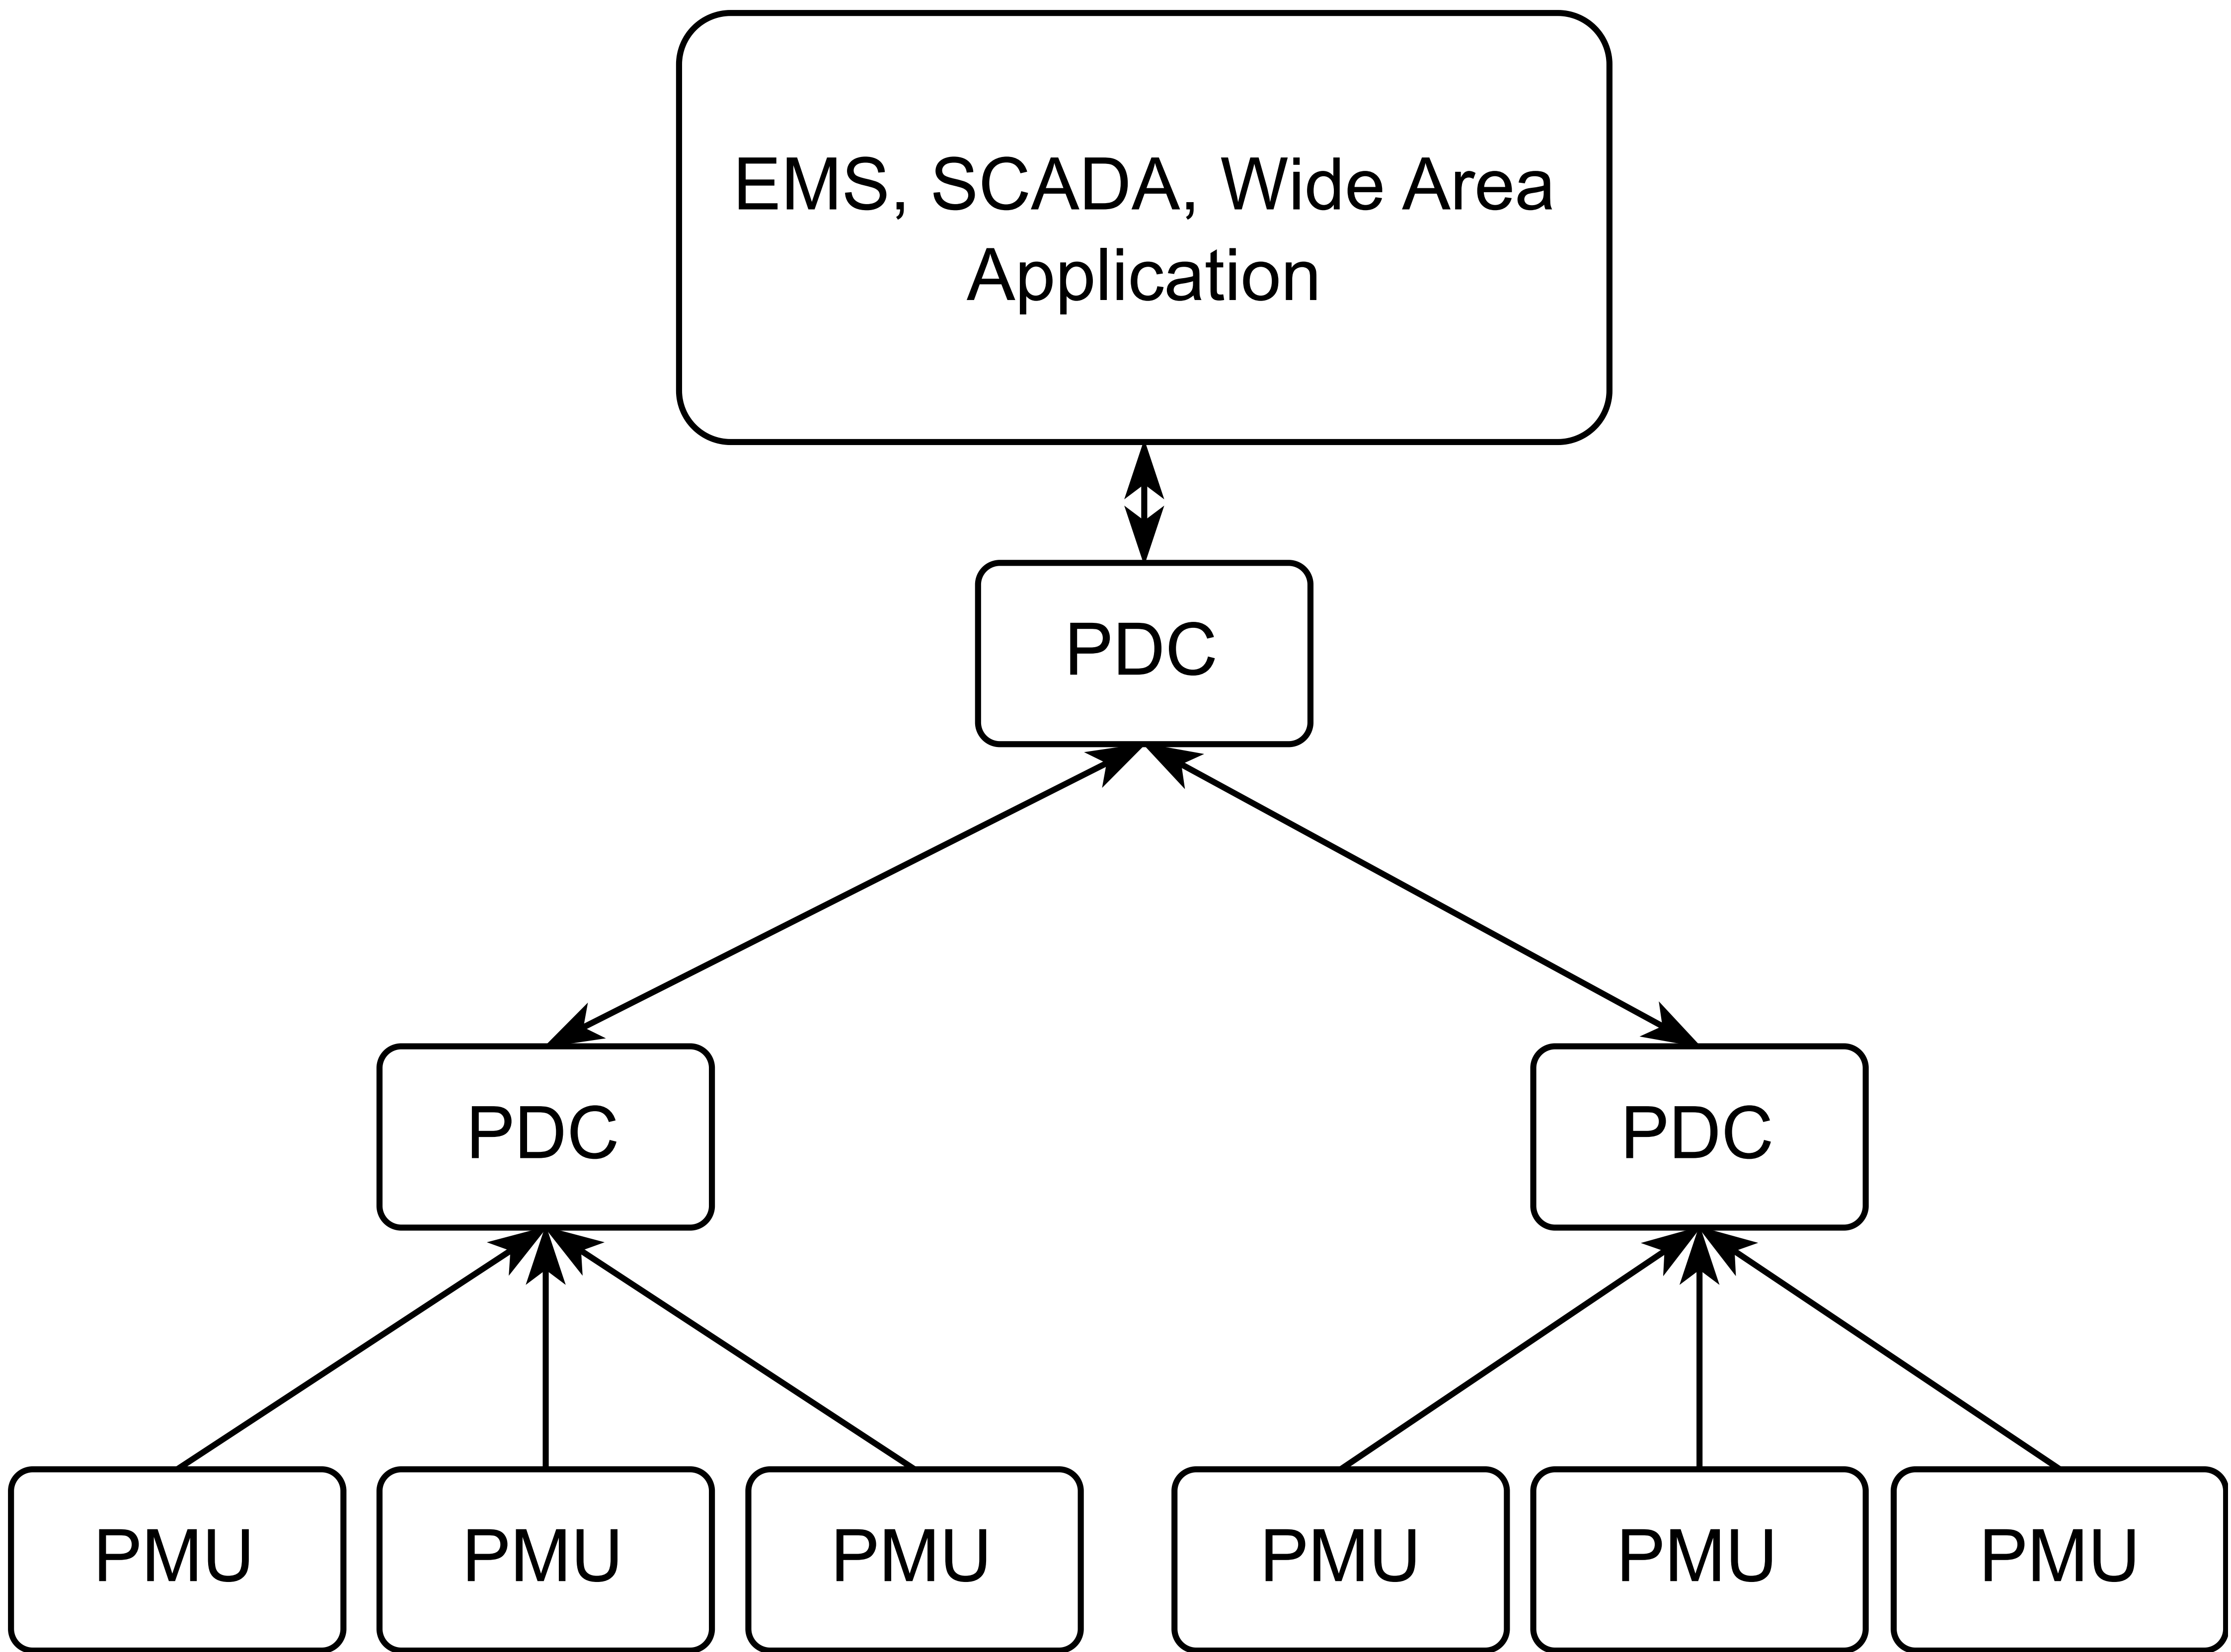 EMS, SCADA, Wide Area
Application
PDC
PDC
PDC
PMU
PMU
PMU
PMU
PMU
PMU